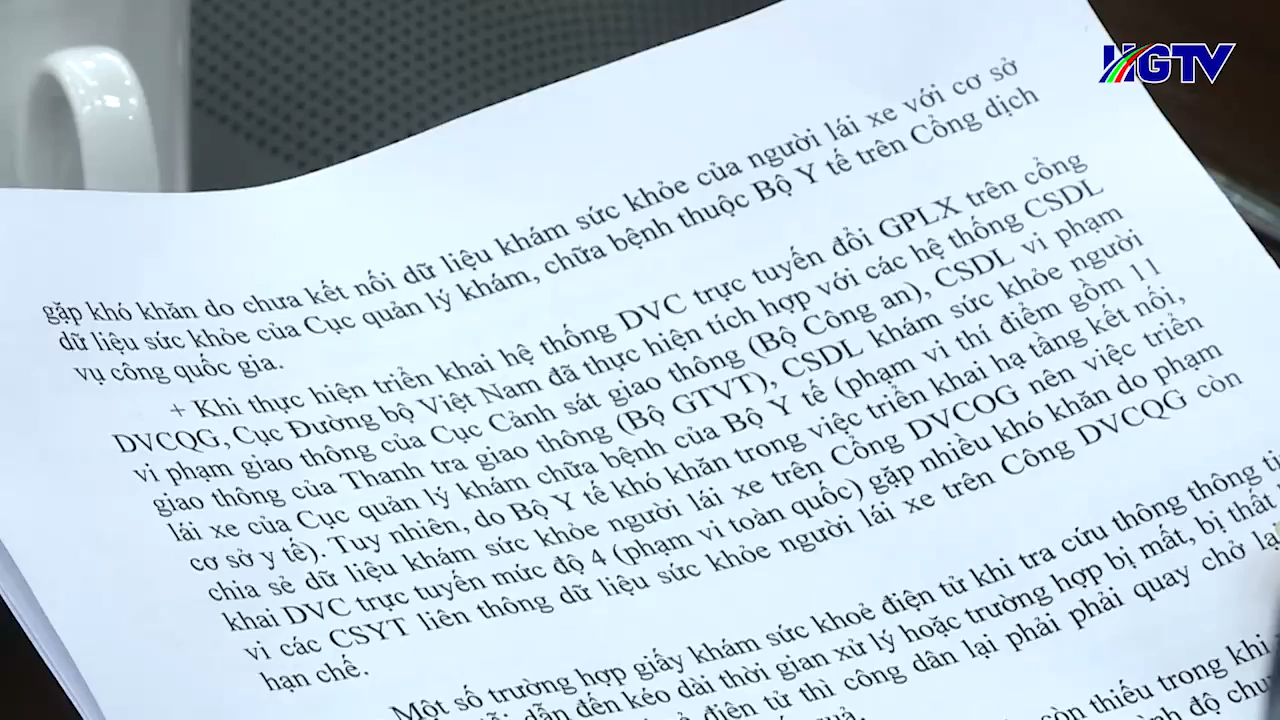 HGTV
gặp khó khăn do chưa kết nối dữ liệu khám sức khỏe của người lái xe với cơ sở
dữ liệu sức khỏe của Cục quản lý khám, chữa bệnh thuộc Bộ Y tế trên Cổng dịch
vụ công quốc gia.
+ Khi thực hiện triển khai hệ thống DVC trực tuyến đổi GPLX trên cổng
DVCQG, Cục Đường bộ Việt Nam đã thực hiện tích hợp với các hệ thống CSDL
vi phạm giao thông của Cục Cảnh sát giao thông (Bộ Công an), CSDL vi phạm
giao thông của Thanh tra giao thông (Bộ GTVT), CSDL khám sức khỏe người
lái xe của Cục quản lý khám chữa bệnh của Bộ Y tế (phạm vi thí điểm gồm 11
cơ sở y tế). Tuy nhiên, do Bộ Y tế khó khăn trong việc triển khai hạ tầng kết nối,
chia sẻ dữ liệu khám sức khỏe người lái xe trên Cổng DVCOG nên việc triển
khai DVC trực tuyến mức độ 4 (phạm vi toàn quốc) gặp nhiều khó khăn do phạm
vi các CSYT liên thông dữ liệu sức khỏe người lái xe trên Công DVCQG còn
hạn chế.
Một số trường hợp giấy khám sức khoẻ điện tử khi tra cứu thông thông
dẫn đến kéo dài thời gian xử lý hoặc trường hợp bị mất, bị thất
điện tử thì công dân lại phải phải quay chở lại
còn thiếu trong khi
độ